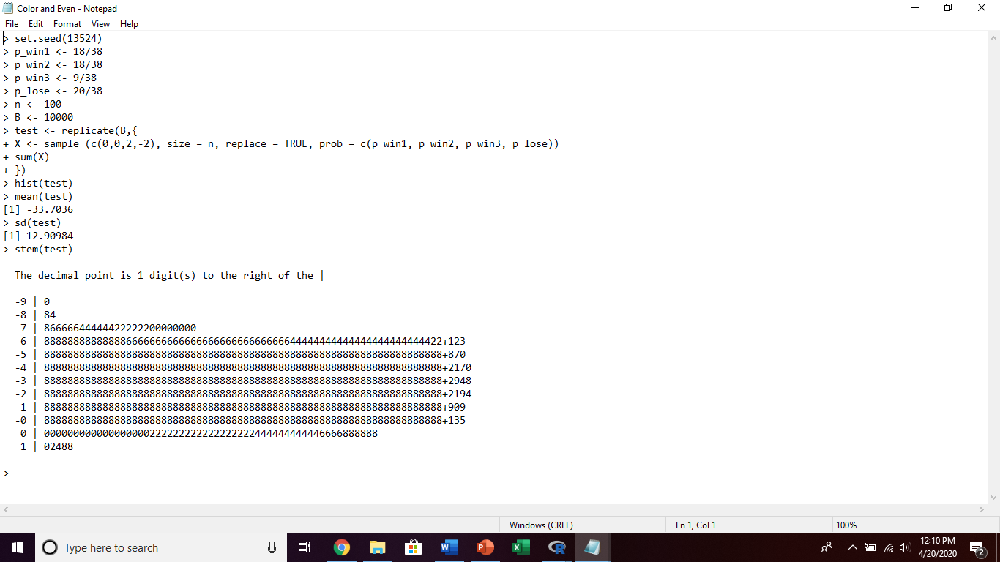 Color and Even - Notepad
File Edit Format View Help
> set.seed(13524)
> p_win1 <- 18/38
> p_win2 <- 18/38
> p_win3 <- 9/38
> p_lose <- 20/38
> n <- 100
> B <- 10000
> test <- replicate(B,{
+ X <- sample (c(0,0,2,-2), size = n, replace = TRUE, prob = c(p_win1, p_win2, p_win3, p_lose))
+ sum(X)
+ })
> hist(test)
> mean(test)
[1] -33.7036
> sd(test)
[1] 12.90984
> stem(test)
The decimal point is 1 digit(s) to the right of the |
-9 | 0
-8 | 84
-7 | 86666644444422222200000000
-6 | 88888888888888666666666666666666666666666644444444444444444444444422+123
-5 | 88888888888888888888888888888888888888888888888888888888888888888888+870
-4 | 88888888888888888888888888888888888888888888888888888888888888888888+2170
-3 | 88888888888888888888888888888888888888888888888888888888888888888888+2948
-2 | 88888888888888888888888888888888888888888888888888888888888888888888+2194
-1 | 88888888888888888888888888888888888888888888888888888888888888888888+909
-0 | 88888888888888888888888888888888888888888888888888888888888888888888+135
0 | 000000000000000000222222222222222222444444444446666888888
1 | 02488
>
Windows (CRLF) Ln 1, Col 1 100%
Type here to search
12:10 PM
4/20/2020
2